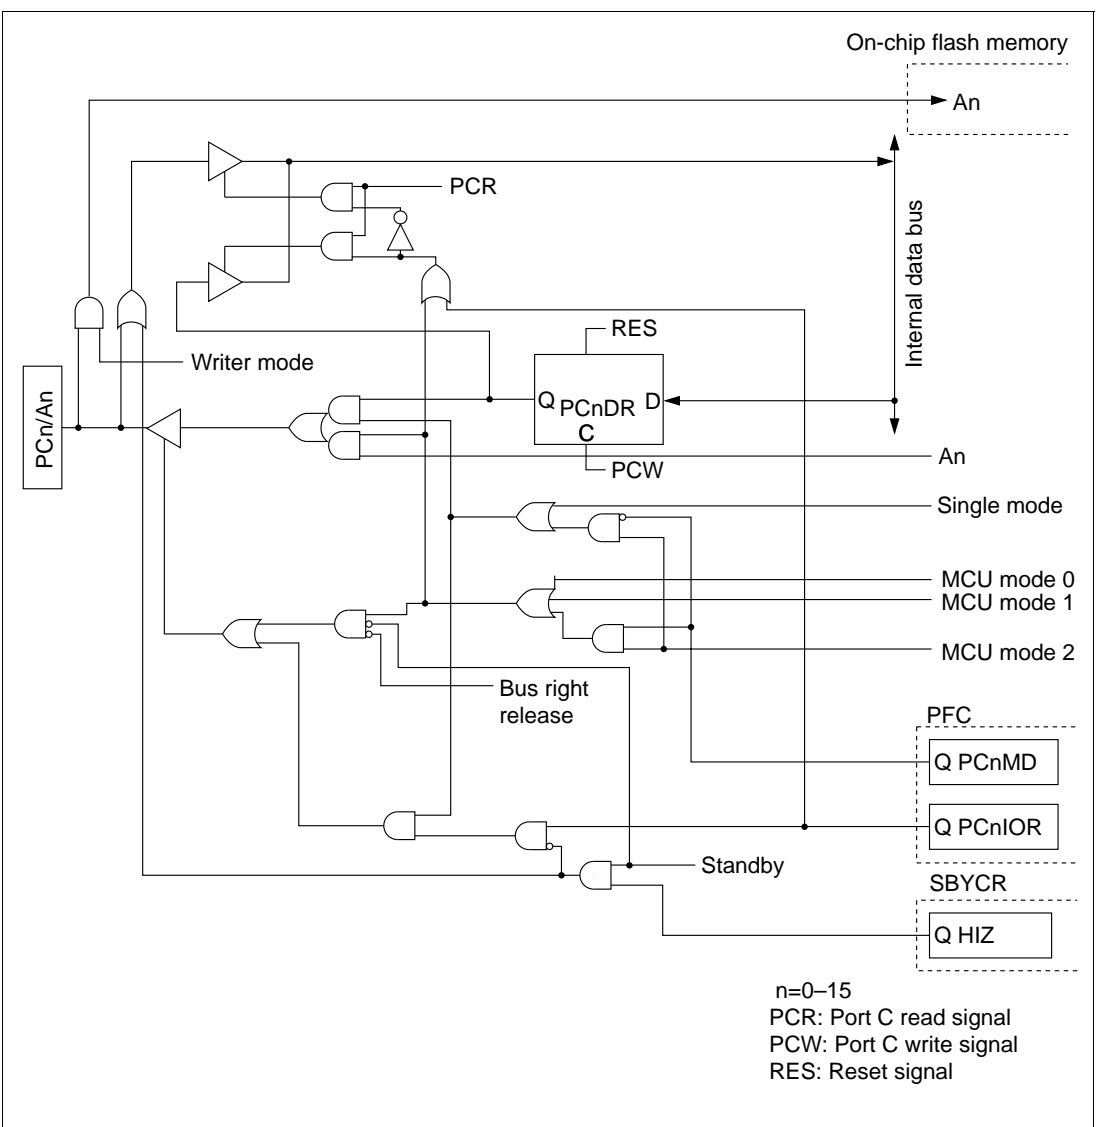 On-chip flash memory
An
PCR
Internal data bus
RES
Writer mode
PCn/An
Q PCnDR D
C
An
PCW
Single mode
MCU mode 0
MCU mode 1
MCU mode 2
Bus right
release
PFC
Q PCnMD
Q PCnIOR
Standby
SBYCR
Q HIZ
n=0–15
PCR: Port C read signal
PCW: Port C write signal
RES: Reset signal